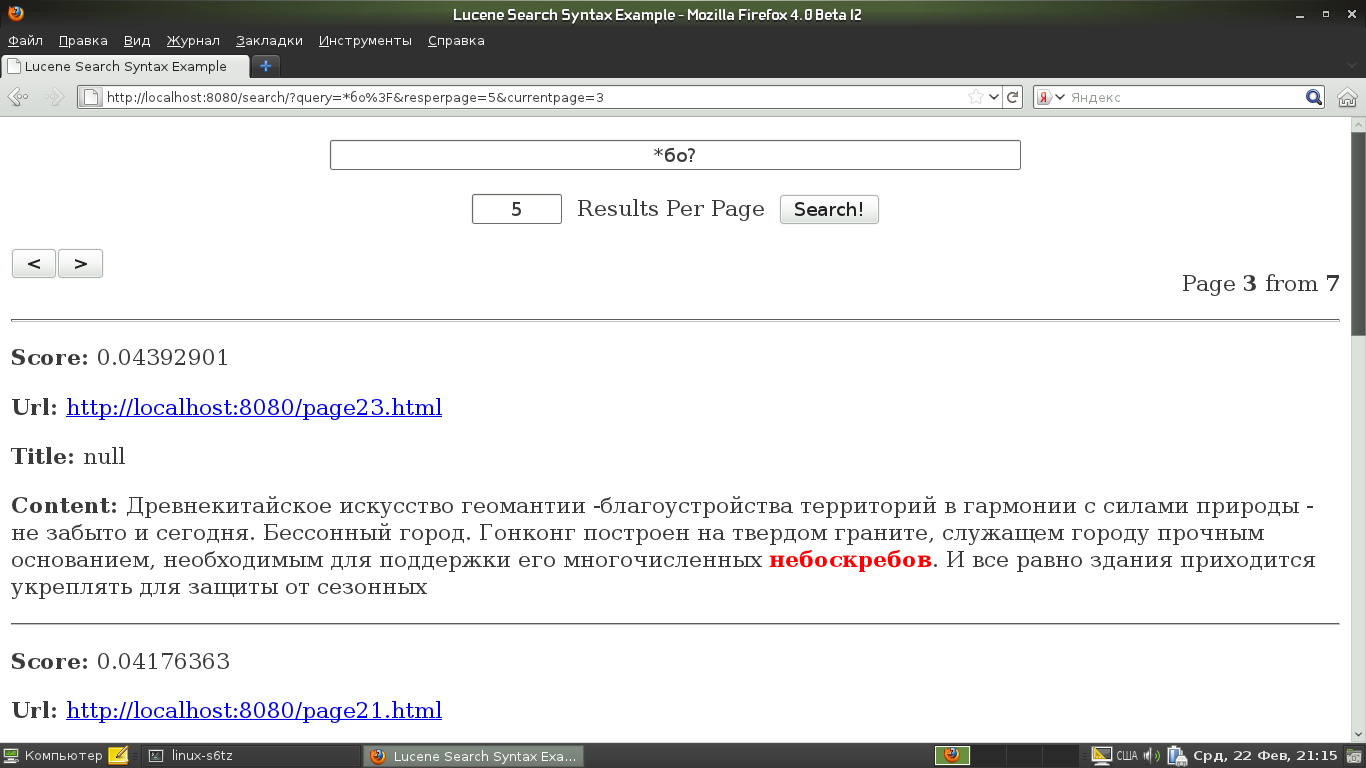 Lucene Search Syntax Example - Mozilla Firefox 4.0 Beta 12
Файл Правка Вид Журнал Закладки Инструменты Справка
Lucene Search Syntax Example
http://localhost:8080/search/?query=*бо%3F&resperpage=5&currentpage=3
Яндекс
*бо?
5 Results Per Page Search!
< >
Page 3 from 7
Score: 0.04392901
Url: http://localhost:8080/page23.html
Title: null
Content: Древнекитайское искусство геомантии -благоустройства территорий в гармонии с силами природы -
не забыто и сегодня. Бессонный город. Гонконг построен на твердом граните, служащем городу прочным
основанием, необходимым для поддержки его многочисленных небоскребов. И все равно здания приходится
укреплять для защиты от сезонных
Score: 0.04176363
Url: http://localhost:8080/page21.html
Компьютер linux-s6tz Lucene Search Syntax Exa... США Срд, 22 Фев, 21:15